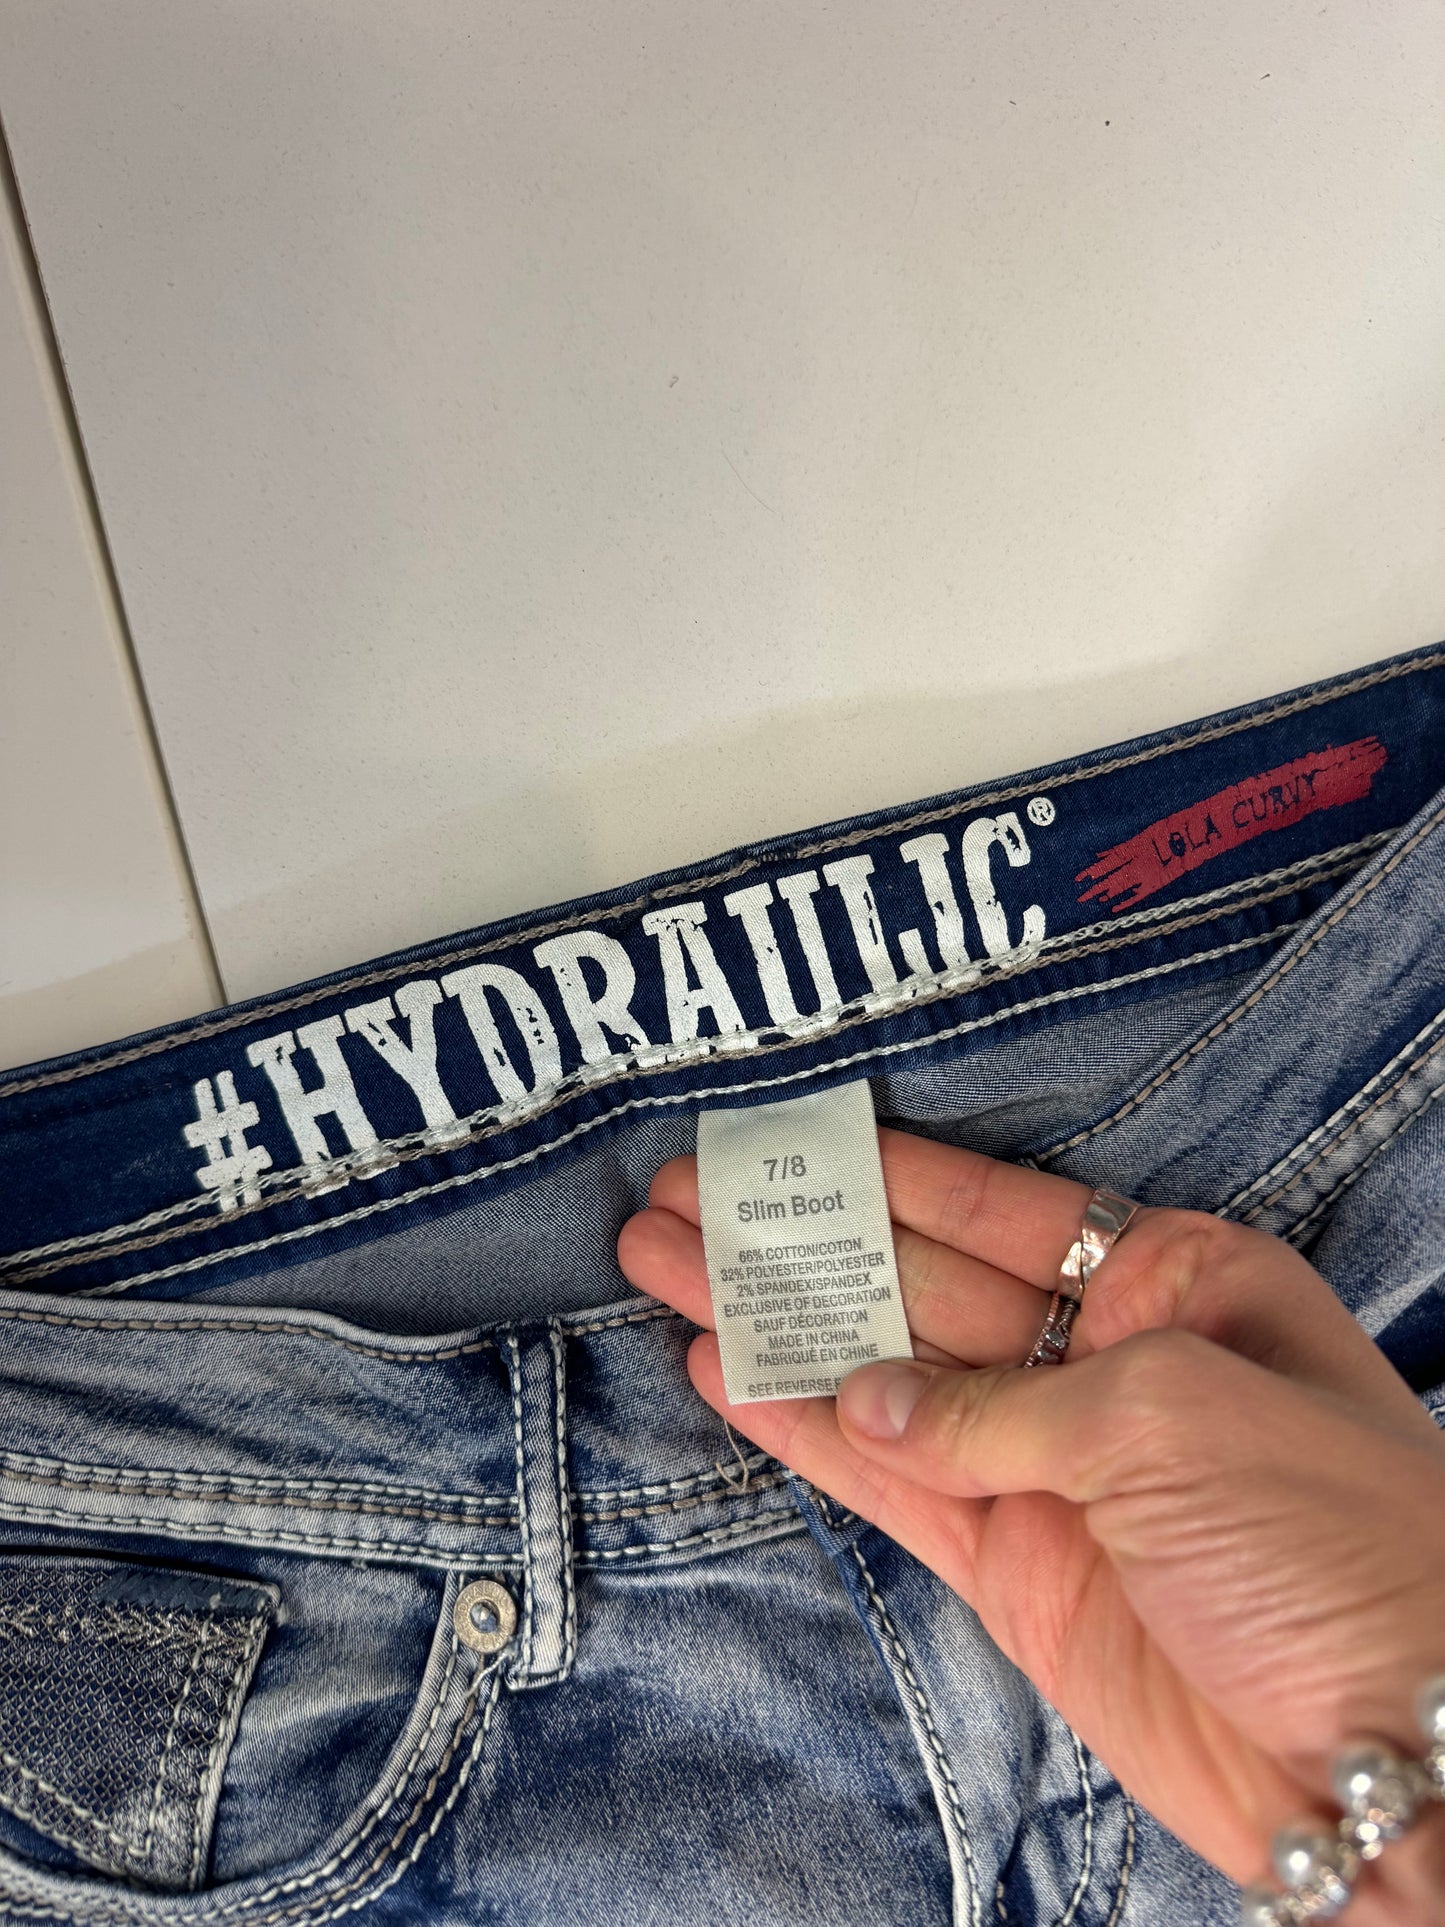 #HYDRAULIC®
LOLA CURVY
7/8
Slim Boot
66% COTTON/COTON
32% POLYESTER/POLYESTER
2% SPANDEX/SPANDEX
EXCLUSIVE OF DECORATION
SAUF DÉCORATION
MADE IN CHINA
FABRIQUÉ EN CHINE
SEE REVERSE